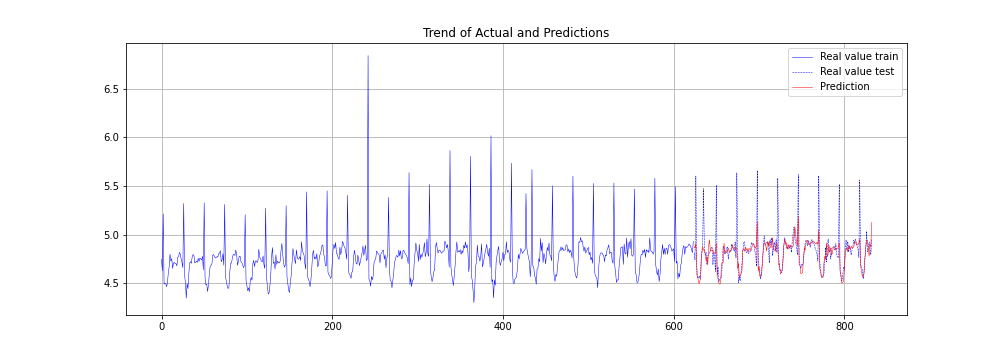 Trend of Actual and Predictions
Real value train
Real value test
Prediction
6.5
6.0
5.5
5.0
4.5
0 200 400 600 800